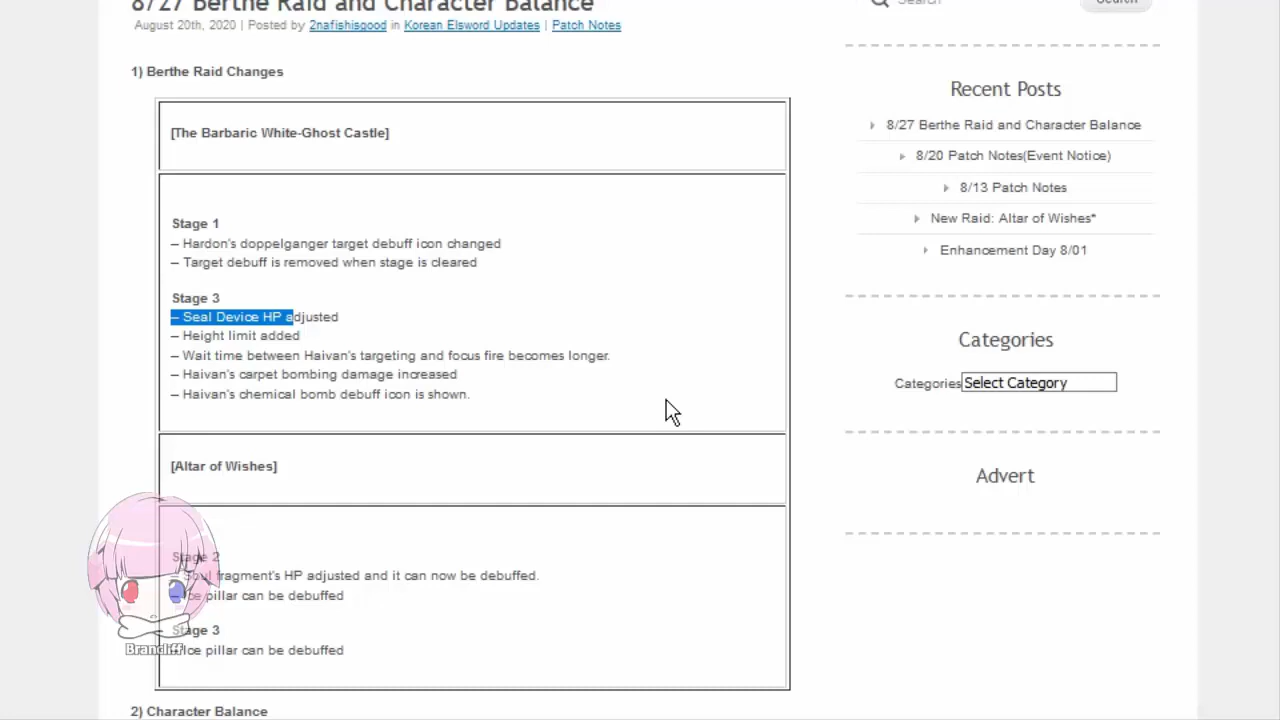 8/27 Berthe Raid and Character Balance
August 20th, 2020 | Posted by 2nafishisgood in Korean Elsword Updates | Patch Notes
1) Berthe Raid Changes
[The Barbaric White-Ghost Castle]
Stage 1
– Hardon's doppelganger target debuff icon changed
– Target debuff is removed when stage is cleared
Stage 3
– Seal Device HP adjusted
– Height limit added
– Wait time between Haivan's targeting and focus fire becomes longer.
– Haivan's carpet bombing damage increased
– Haivan's chemical bomb debuff icon is shown.
[Altar of Wishes]
Stage 2
– Soul fragment's HP adjusted and it can now be debuffed.
– Ice pillar can be debuffed
Stage 3
– Ice pillar can be debuffed
2) Character Balance
Search
Search
Recent Posts
8/27 Berthe Raid and Character Balance
8/20 Patch Notes(Event Notice)
8/13 Patch Notes
New Raid: Altar of Wishes*
Enhancement Day 8/01
Categories
Categories Select Category
Advert